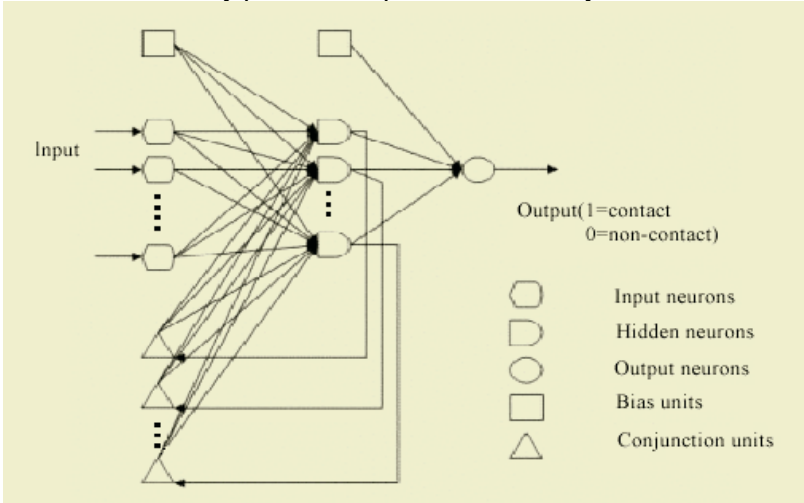 Input
Output(1=contact
0=non-contact)
Input neurons
Hidden neurons
Output neurons
Bias units
Conjunction units